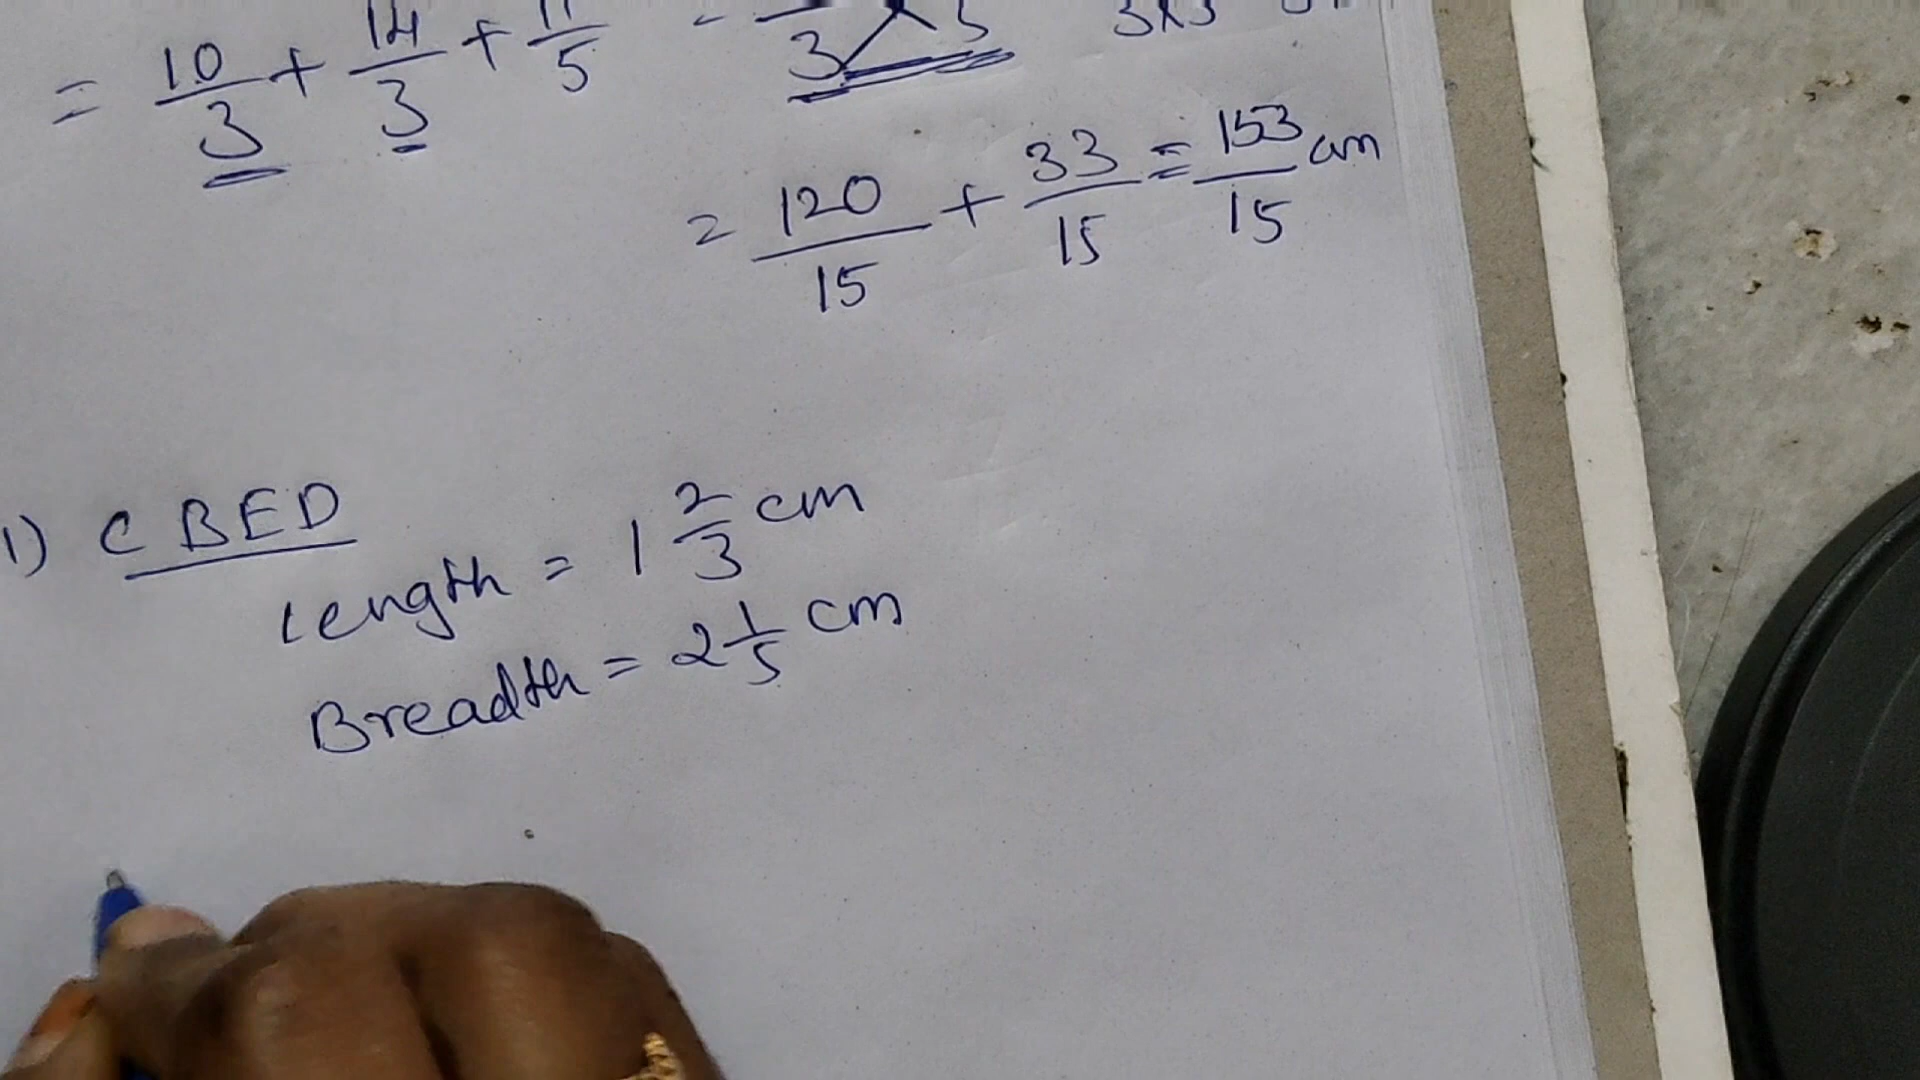 = 10/3 + 14/3 + 11/5
= 120/15 + 33/15 = 153/15 cm
1) CBED
Length = 1 2/3 cm
Breadth = 2 1/5 cm